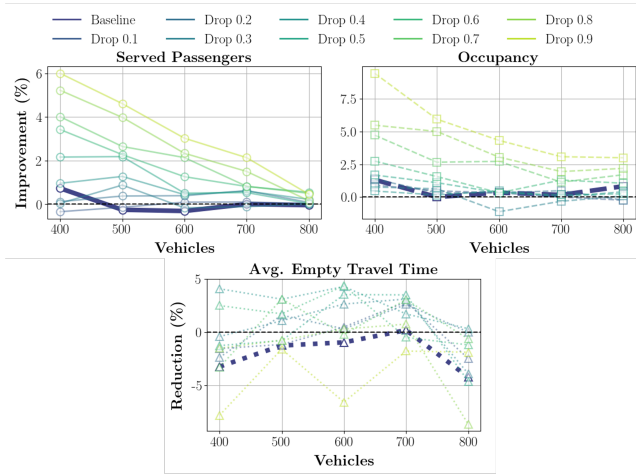 Baseline Drop 0.2 Drop 0.4 Drop 0.6 Drop 0.8
Drop 0.1 Drop 0.3 Drop 0.5 Drop 0.7 Drop 0.9
Served Passengers
Improvement (%)
6
4
2
0
400 500 600 700 800
Vehicles
Occupancy
7.5
5.0
2.5
0.0
400 500 600 700 800
Vehicles
Avg. Empty Travel Time
Reduction (%)
5
0
-5
400 500 600 700 800
Vehicles